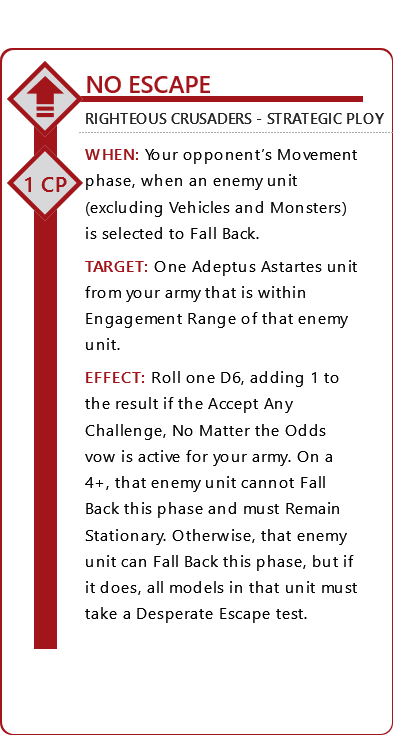 NO ESCAPE
RIGHTEOUS CRUSADERS - STRATEGIC PLOY
1 CP
WHEN: Your opponent's Movement
phase, when an enemy unit
(excluding Vehicles and Monsters)
is selected to Fall Back.
TARGET: One Adeptus Astartes unit
from your army that is within
Engagement Range of that enemy
unit.
EFFECT: Roll one D6, adding 1 to
the result if the Accept Any
Challenge, No Matter the Odds
vow is active for your army. On a
4+, that enemy unit cannot Fall
Back this phase and must Remain
Stationary. Otherwise, that enemy
unit can Fall Back this phase, but if
it does, all models in that unit must
take a Desperate Escape test.